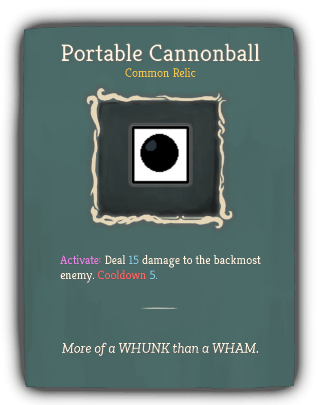 Portable Cannonball
Common Relic
Activate: Deal 15 damage to the backmost
enemy. Cooldown 5.
More of a WHUNK than a WHAM.